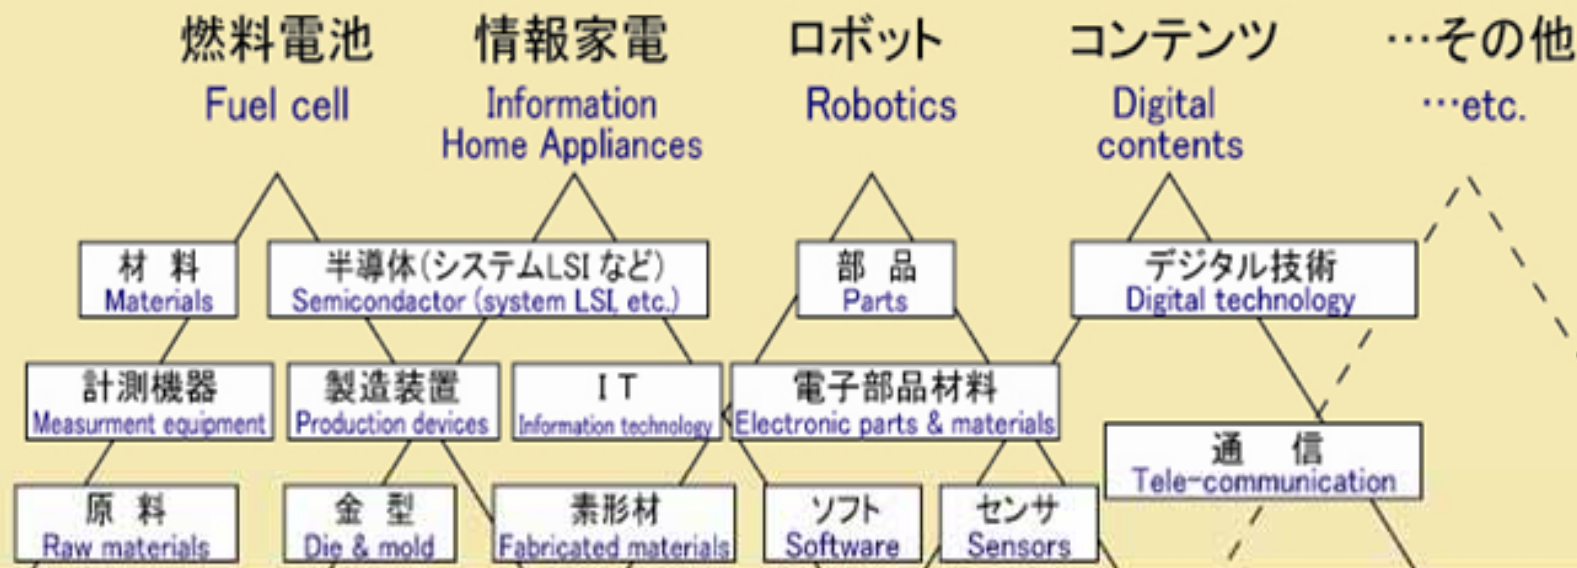 燃料電池
Fuel cell
情報家電
Information
Home Appliances
ロボット
Robotics
コンテンツ
Digital
contents
…その他
…etc.
材 料
Materials
半導体(システムLSIなど)
Semicondactor (system LSI, etc.)
部 品
Parts
デジタル技術
Digital technology
計測機器
Measurment equipment
製造装置
Production devices
IT
Information technology
電子部品材料
Electronic parts & materials
通 信
Tele-communication
原 料
Raw materials
金 型
Die & mold
素形材
Fabricated materials
ソフト
Software
センサ
Sensors